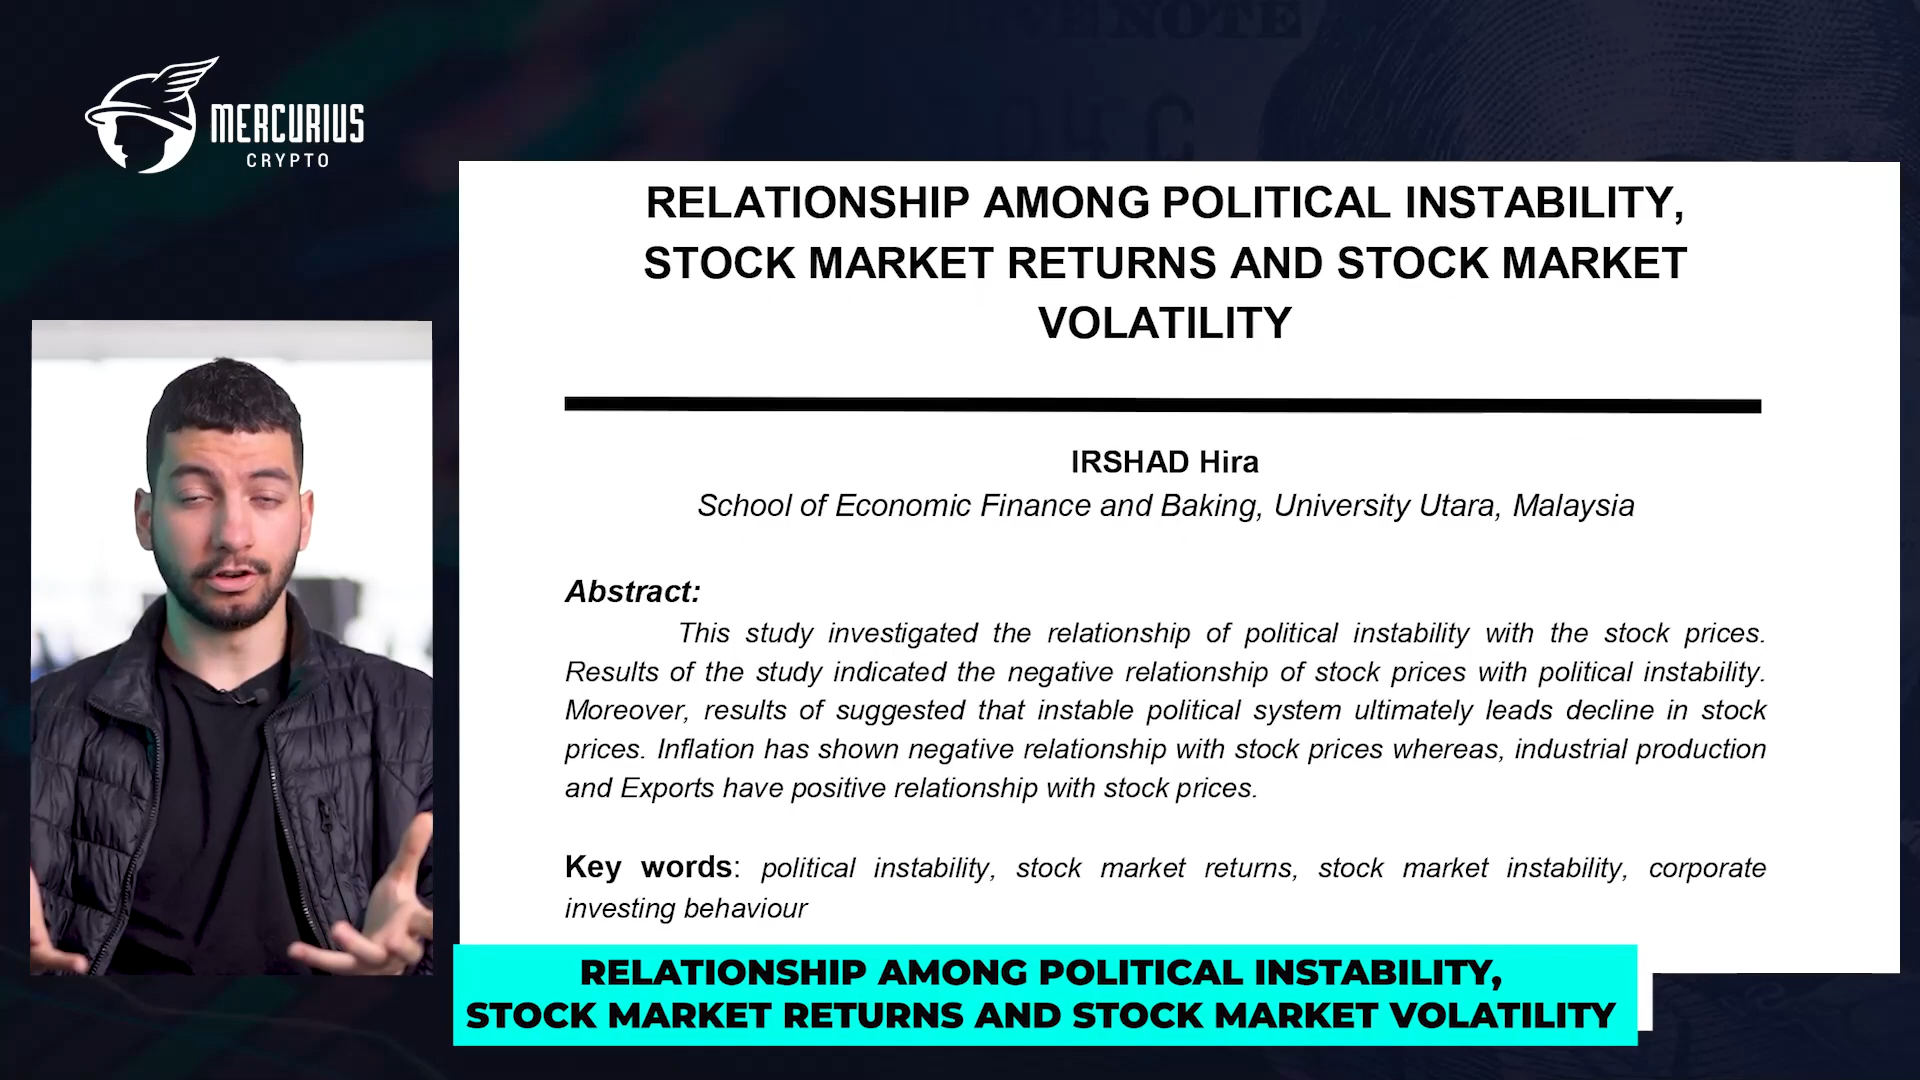 MERCURIUS
CRYPTO
RELATIONSHIP AMONG POLITICAL INSTABILITY,
STOCK MARKET RETURNS AND STOCK MARKET
VOLATILITY
IRSHAD Hira
School of Economic Finance and Baking, University Utara, Malaysia
Abstract:
This study investigated the relationship of political instability with the stock prices.
Results of the study indicated the negative relationship of stock prices with political instability.
Moreover, results of suggested that instable political system ultimately leads decline in stock
prices. Inflation has shown negative relationship with stock prices whereas, industrial production
and Exports have positive relationship with stock prices.
Key words: political instability, stock market returns, stock market instability, corporate
investing behaviour
RELATIONSHIP AMONG POLITICAL INSTABILITY,
STOCK MARKET RETURNS AND STOCK MARKET VOLATILITY